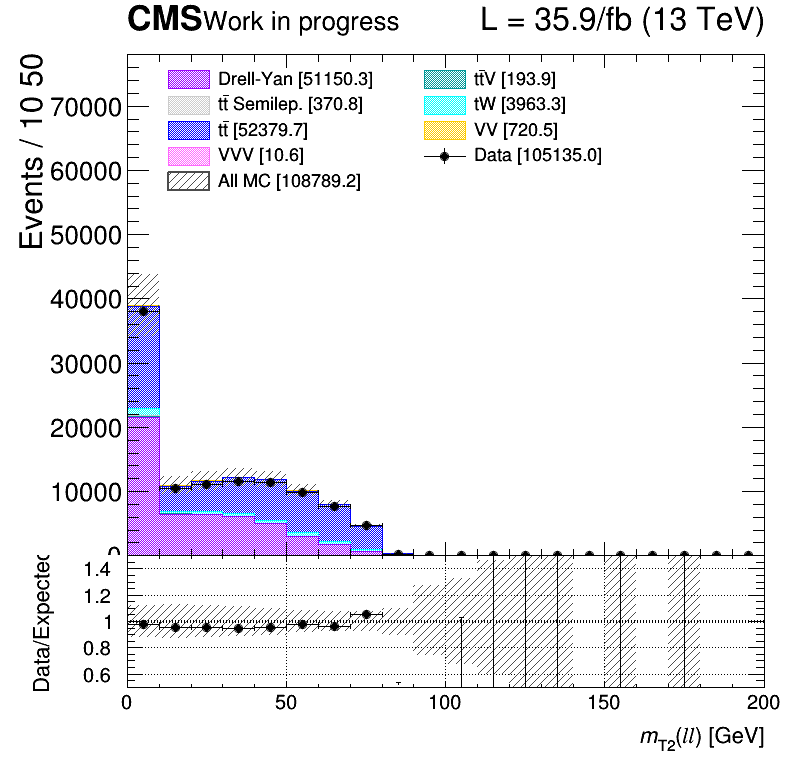 CMS Work in progress L = 35.9/fb (13 TeV)
Events / 10 50
Drell-Yan [51150.3]
tt̄ Semilep. [370.8]
tt̄ [52379.7]
VVV [10.6]
All MC [108789.2]
tt̄V [193.9]
tW [3963.3]
VV [720.5]
Data [105135.0]
70000
60000
50000
40000
30000
20000
10000
0
Data/Expected
1.4
1.2
1
0.8
0.6
0 50 100 150 200
m_T2(ll) [GeV]